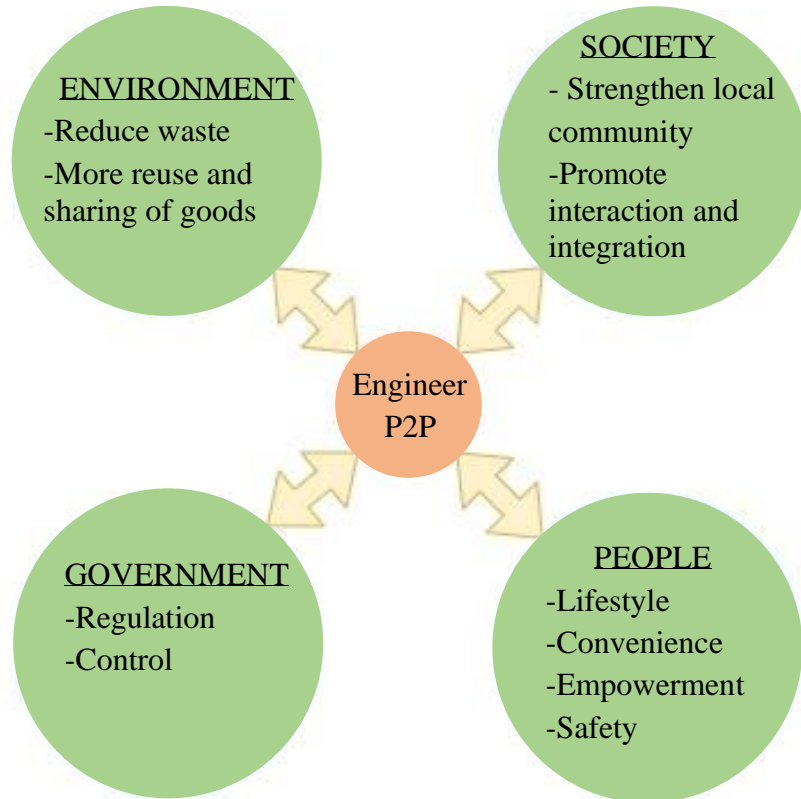 ENVIRONMENT
-Reduce waste
-More reuse and
sharing of goods
SOCIETY
- Strengthen local
community
-Promote
interaction and
integration
Engineer
P2P
GOVERNMENT
-Regulation
-Control
PEOPLE
-Lifestyle
-Convenience
-Empowerment
-Safety